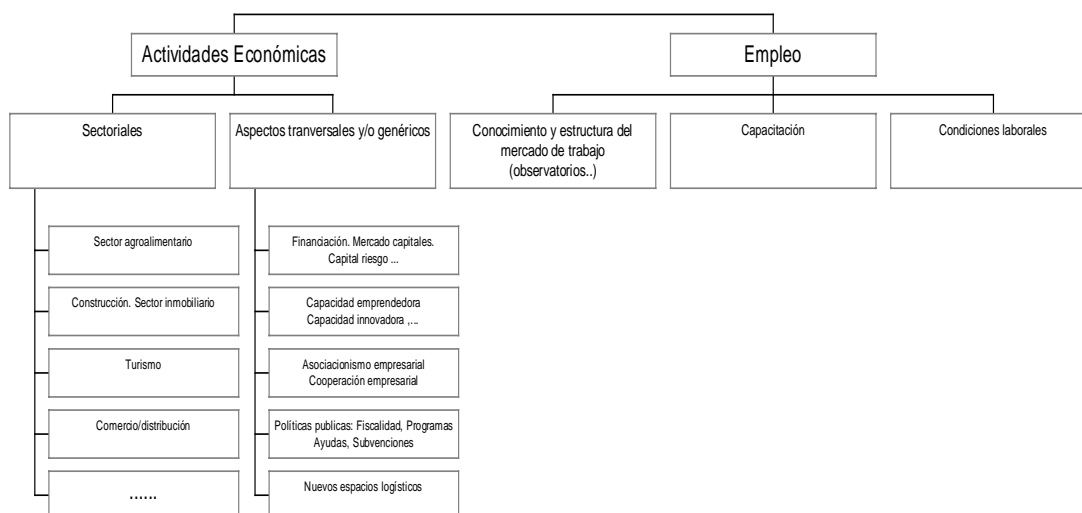 Actividades Económicas
Empleo
Sectoriales
Aspectos tranversales y/o genéricos
Conocimiento y estructura del
mercado de trabajo
(observatorios..)
Capacitación
Condiciones laborales
Sector agroalimentario
Construcción. Sector inmobiliario
Turismo
Comercio/distribución
......
Financiación. Mercado capitales.
Capital riesgo ...
Capacidad emprendedora
Capacidad innovadora ,...
Asociacionismo empresarial
Cooperación empresarial
Políticas publicas: Fiscalidad, Programas
Ayudas, Subvenciones
Nuevos espacios logísticos